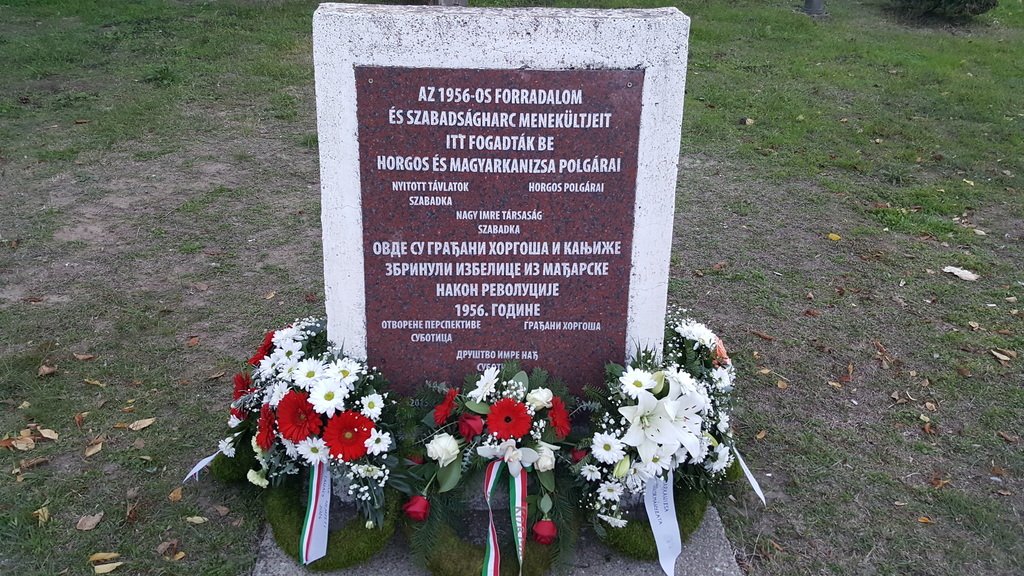 AZ 1956-OS FORRADALOM
ÉS SZABADSÁGHARC MENEKÜLTJEIT
ITT FOGADTÁK BE
HORGOS ÉS MAGYARKANIZSA POLGÁRAI
NYITOTT TÁVLATOK HORGOS POLGÁRAI
SZABADKA
NAGY IMRE TÁRSASÁG
SZABADKA
ОВДЕ СУ ГРАЂАНИ ХОРГОША И КАЊИЖЕ
ЗБРИНУЛИ ИЗБЕЛИЦЕ ИЗ МАЂАРСКЕ
НАКОН РЕВОЛУЦИЈЕ
1956. ГОДИНЕ
ОТВОРЕНЕ ПЕРСПЕКТИВЕ ГРАЂАНИ ХОРГОША
СУБОТИЦА
ДРУШТВО ИМРЕ НАЂ